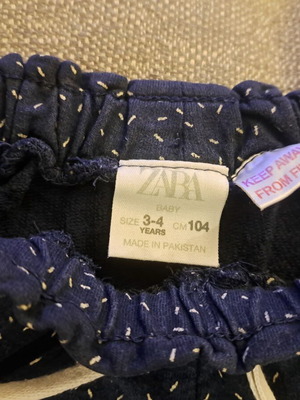 ZARA
BABY
SIZE 3-4 YEARS CM 104
MADE IN PAKISTAN
KEEP AWAY
FROM